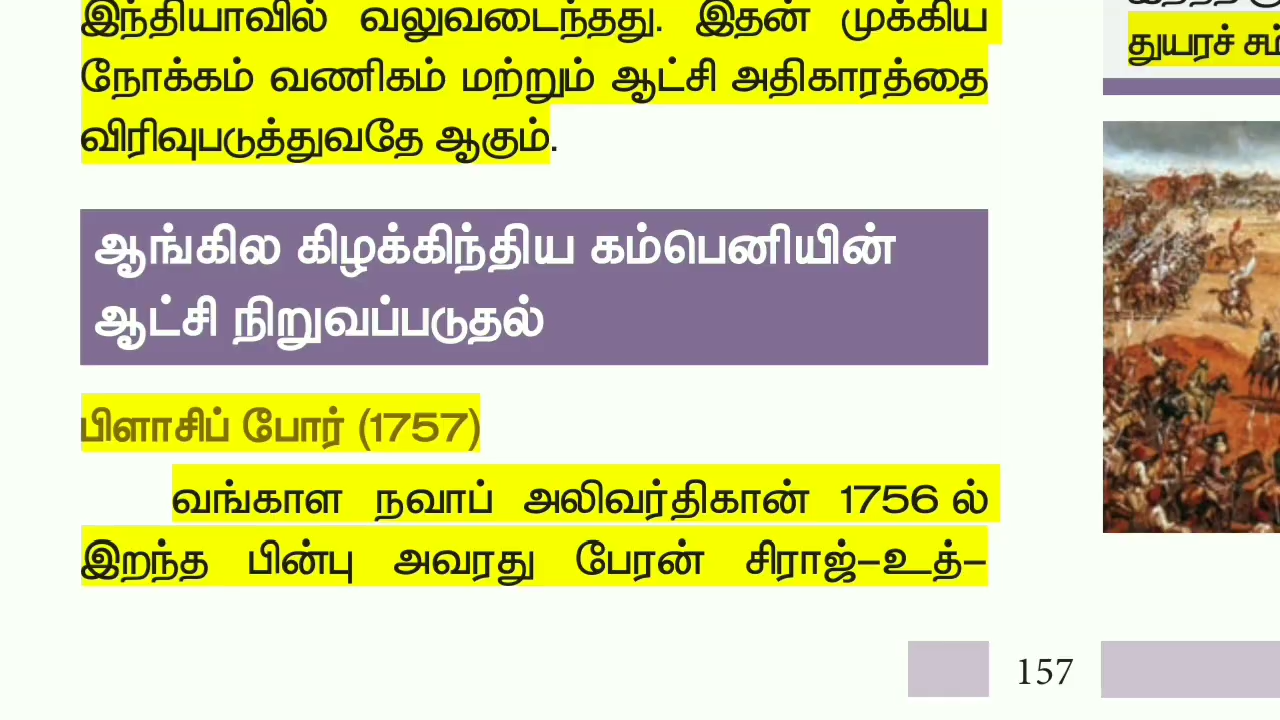 இந்தியாவில் வலுவடைந்தது. இதன் முக்கிய
நோக்கம் வணிகம் மற்றும் ஆட்சி அதிகாரத்தை
விரிவுபடுத்துவதே ஆகும்.
ஆங்கில கிழக்கிந்திய கம்பெனியின்
ஆட்சி நிறுவப்படுதல்
பிளாசிப் போர் (1757)
வங்காள நவாப் அலிவர்திகான் 1756 ல்
இறந்த பின்பு அவரது பேரன் சிராஜ்–உத்–
துயரச்
157